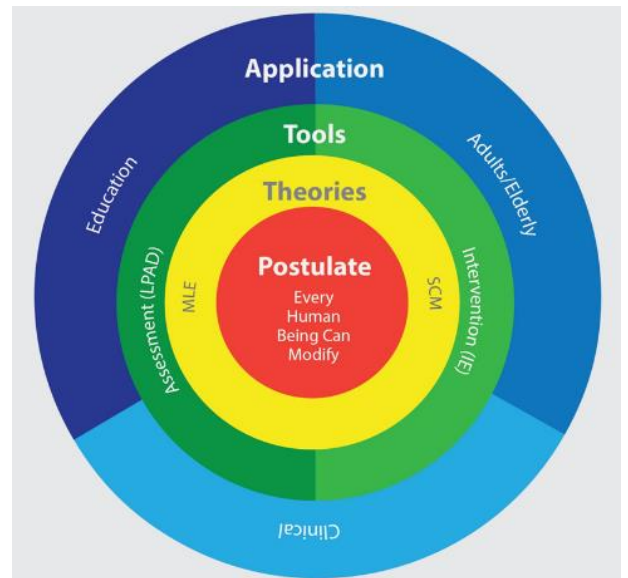 Application
Education
Adults/Elderly
Tools
Assessment (LPAD)
Intervention (IE)
Theories
MLE
SCM
Postulate
Every
Human
Being Can
Modify
Clinical